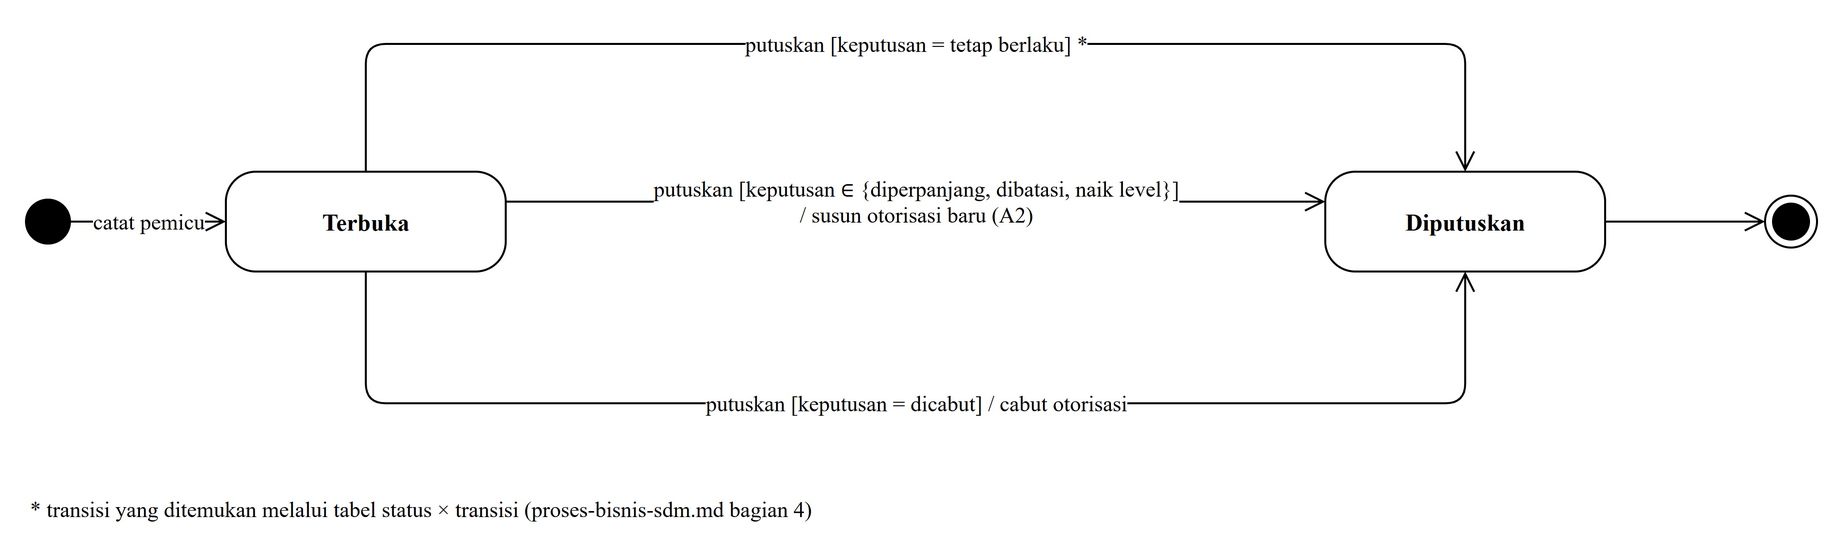 putuskan [keputusan = tetap berlaku] *
putuskan [keputusan ∈ {diperpanjang, dibatasi, naik level}]
/ susun otorisasi baru (A2)
catat pemicu
Terbuka
Diputuskan
putuskan [keputusan = dicabut] / cabut otorisasi
* transisi yang ditemukan melalui tabel status × transisi (proses-bisnis-sdm.md bagian 4)